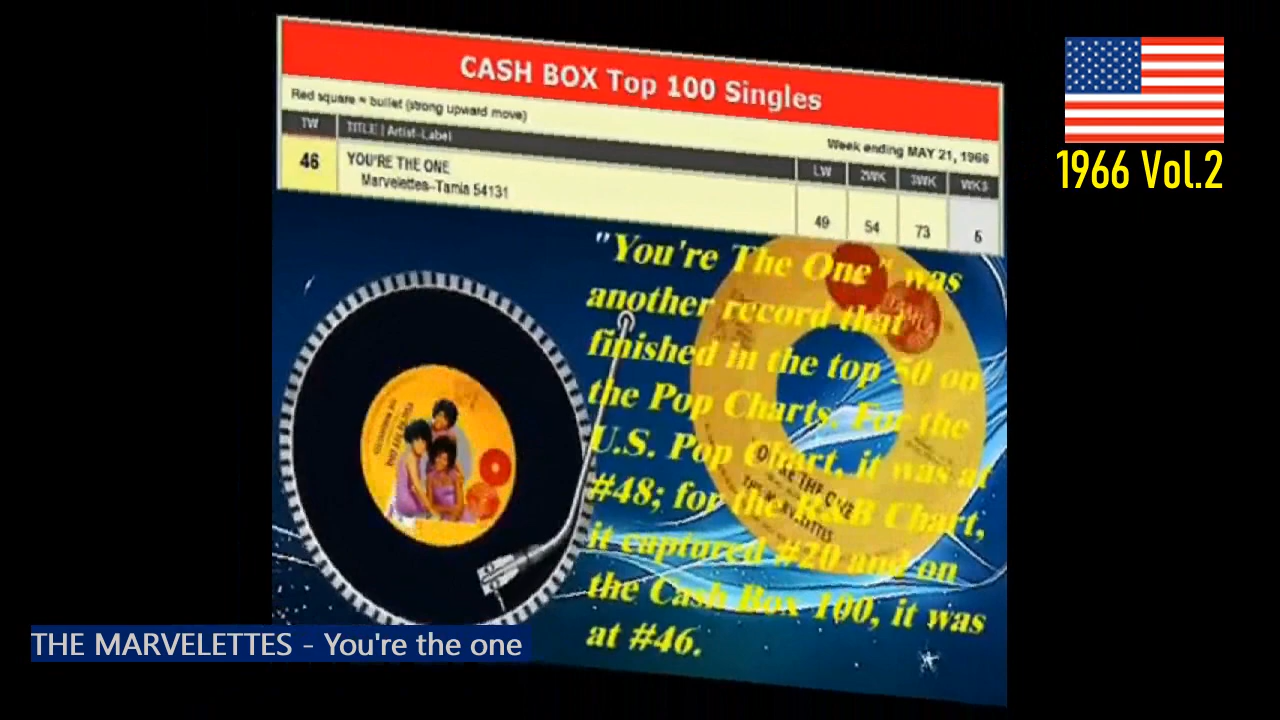 CASH BOX Top 100 Singles
Red square = bullet (strong upward move)
Week ending MAY 21, 1966
TW TITLE | Artist-Label LW 2WK 3WK WKS
46 YOU'RE THE ONE
Marvelettes--Tamla 54131
49 54 73 5
1966 Vol.2
"You're The One" was
another record that
finished in the top 50 on
the Pop Charts. For the
U.S. Pop Chart, it was at
#48; for the R&B Chart,
it captured #20 and on
the Cash Box 100, it was
at #46.
THE MARVELETTES
THE MARVELETTES - You're the one